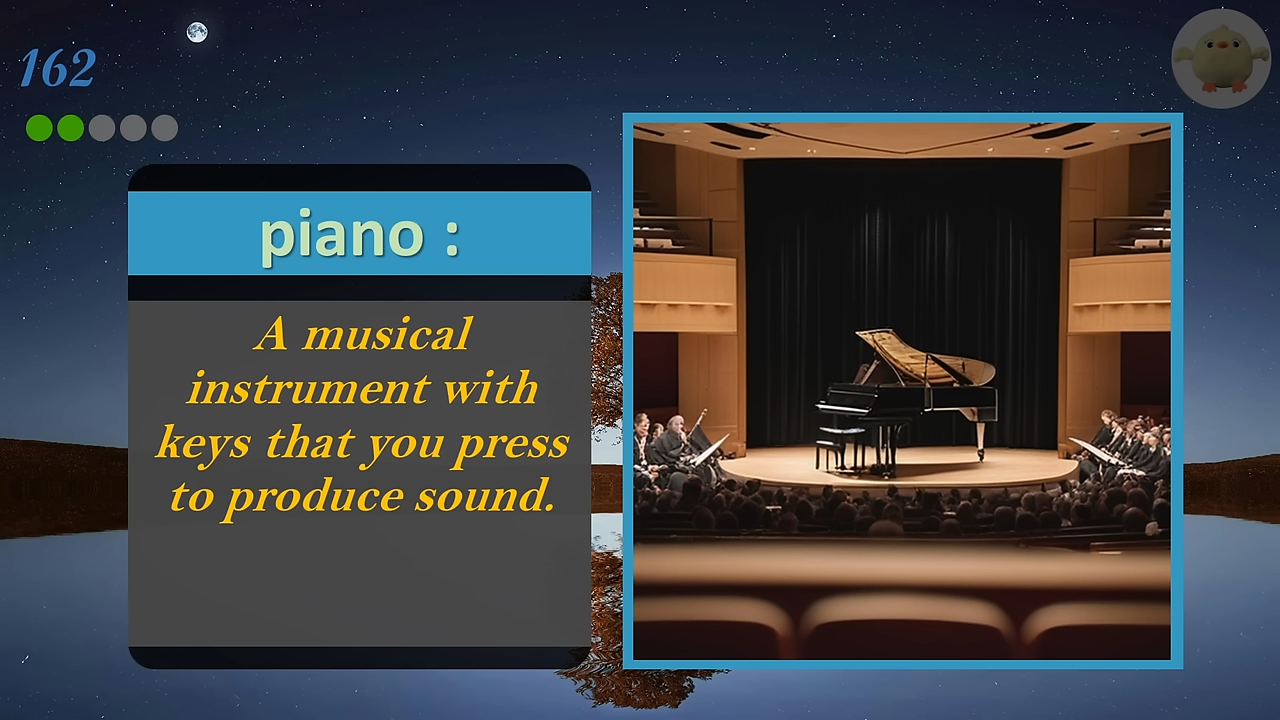 162
piano :
A musical
instrument with
keys that you press
to produce sound.